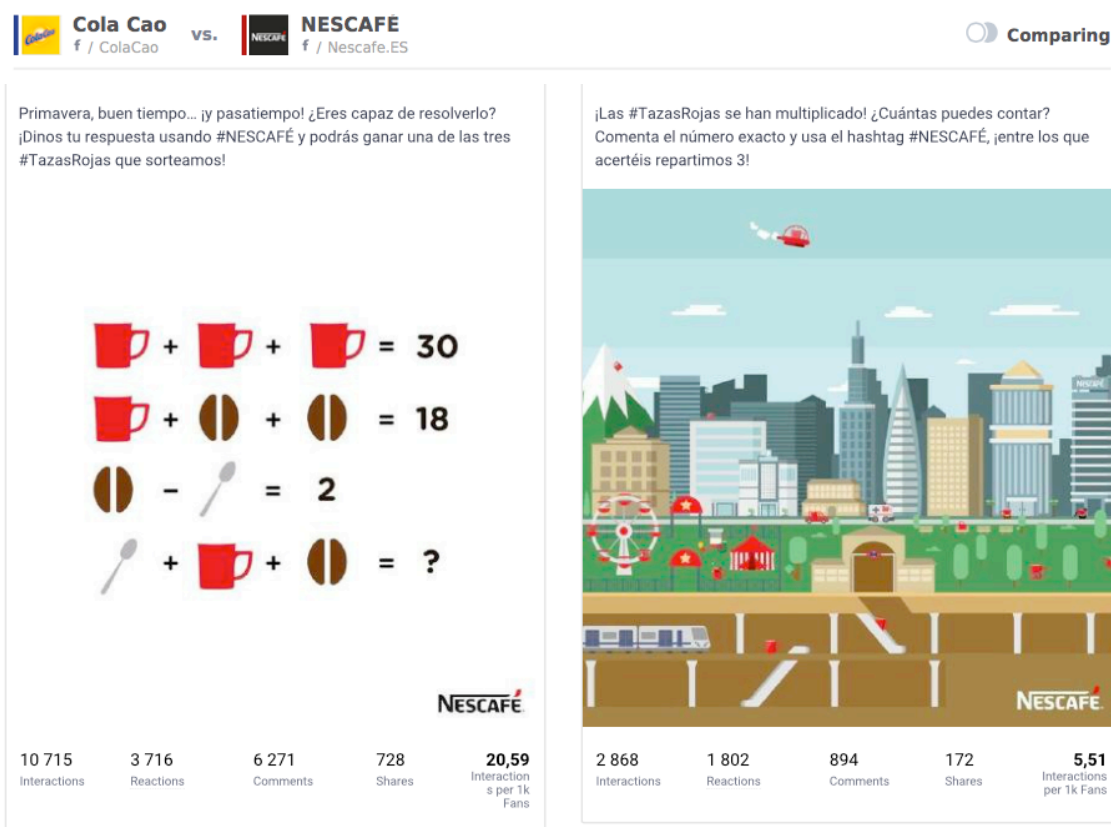 Cola Cao
f / ColaCao
vs.
NESCAFÉ
f / Nescafe.ES
Comparing
ColaCao
NESCAFÉ
Primavera, buen tiempo... ¡y pasatiempo! ¿Eres capaz de resolverlo?
¡Dinos tu respuesta usando #NESCAFÉ y podrás ganar una de las tres
#TazasRojas que sorteamos!
+ + = 30
+ + = 18
- = 2
+ + = ?
NESCAFÉ
10 715 3 716 6 271 728 20,59
Interactions Reactions Comments Shares Interaction
s per 1k
Fans
¡Las #TazasRojas se han multiplicado! ¿Cuántas puedes contar?
Comenta el número exacto y usa el hashtag #NESCAFÉ, ¡entre los que
acertéis repartimos 3!
NESCAFÉ
NESCAFÉ
2 868 1 802 894 172 5,51
Interactions Reactions Comments Shares Interactions
per 1k Fans